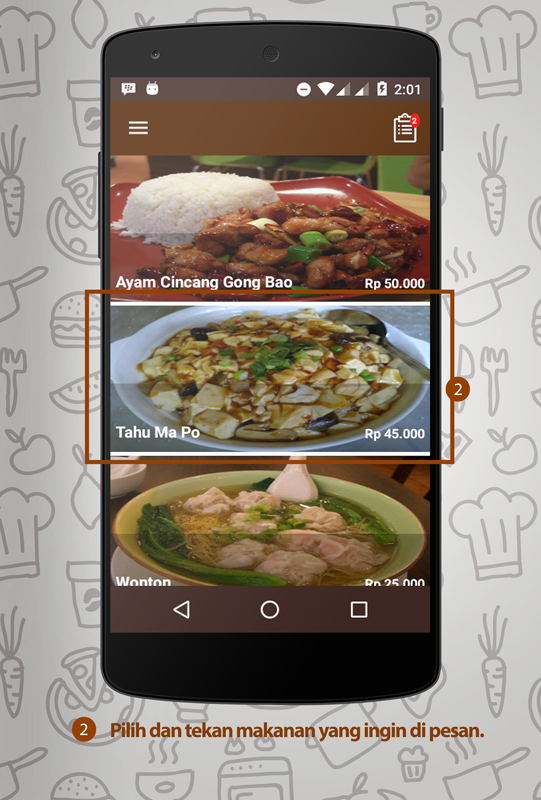 2:01
2
Ayam Cincang Gong Bao
Rp 50.000
2
Tahu Ma Po
Rp 45.000
Wonton
Rp 25.000
2 Pilih dan tekan makanan yang ingin di pesan.